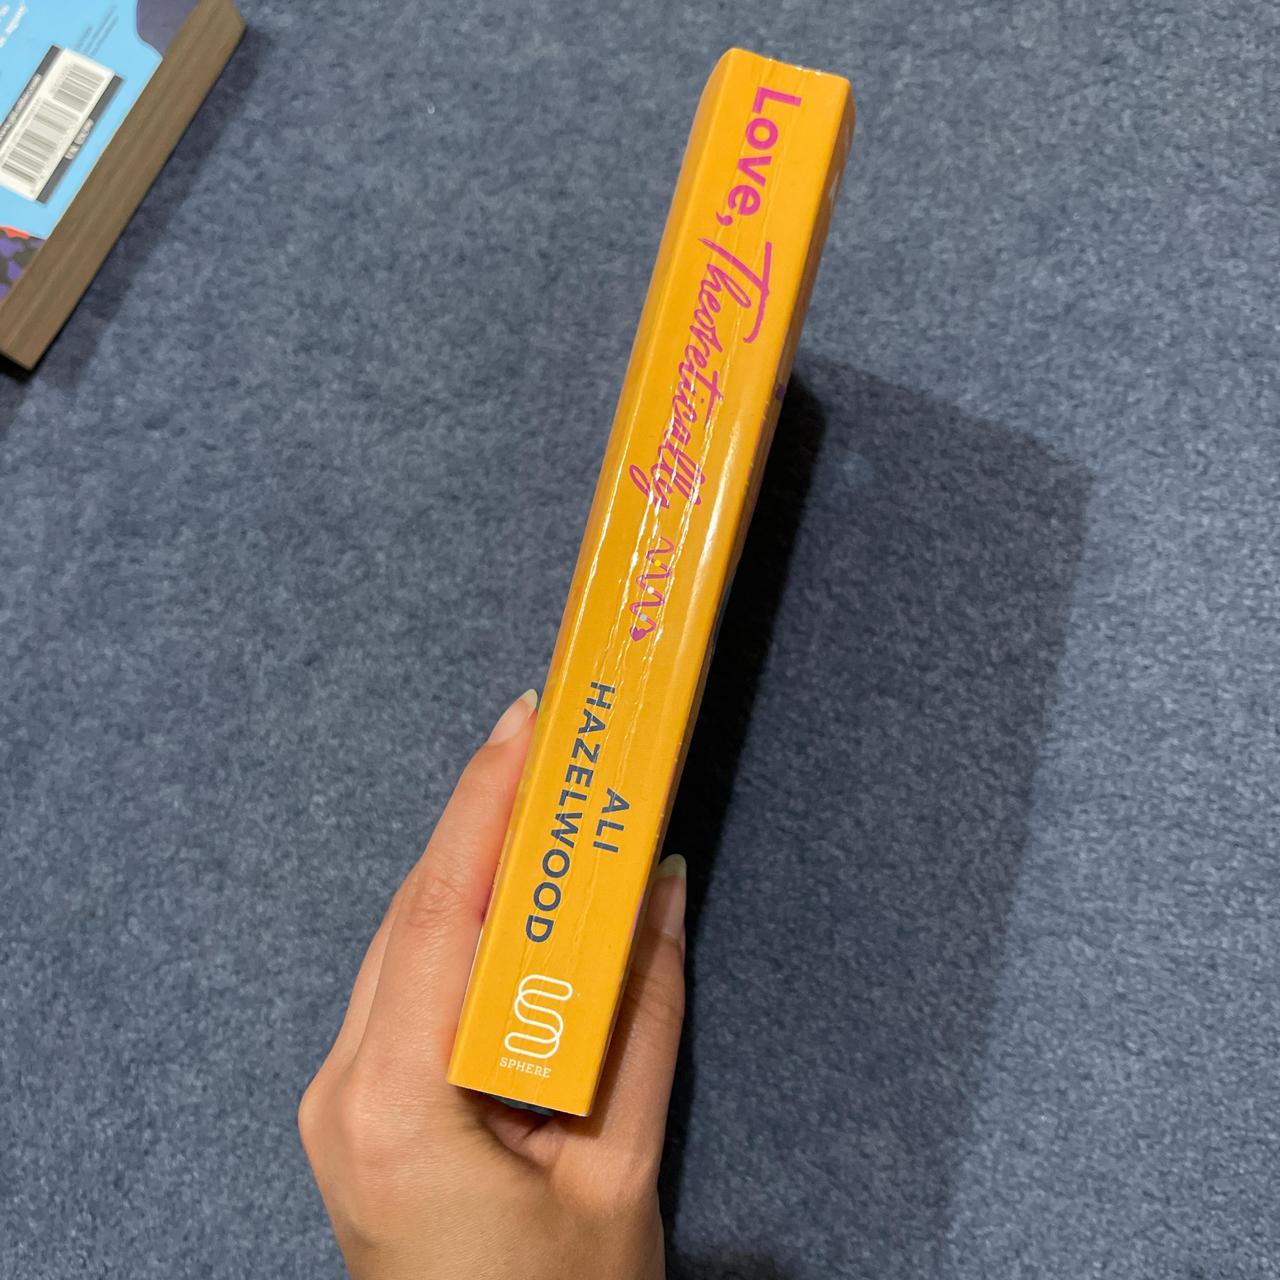 Love, Theoretically
ALI
HAZELWOOD
SPHERE